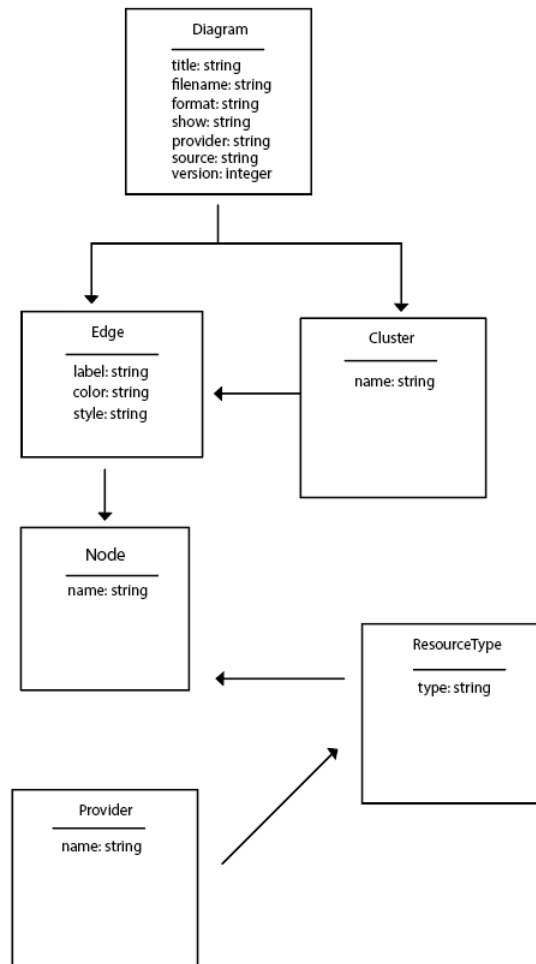 Diagram
title: string
filename: string
format: string
show: string
provider: string
source: string
version: integer
Edge
label: string
color: string
style: string
Cluster
name: string
Node
name: string
ResourceType
type: string
Provider
name: string